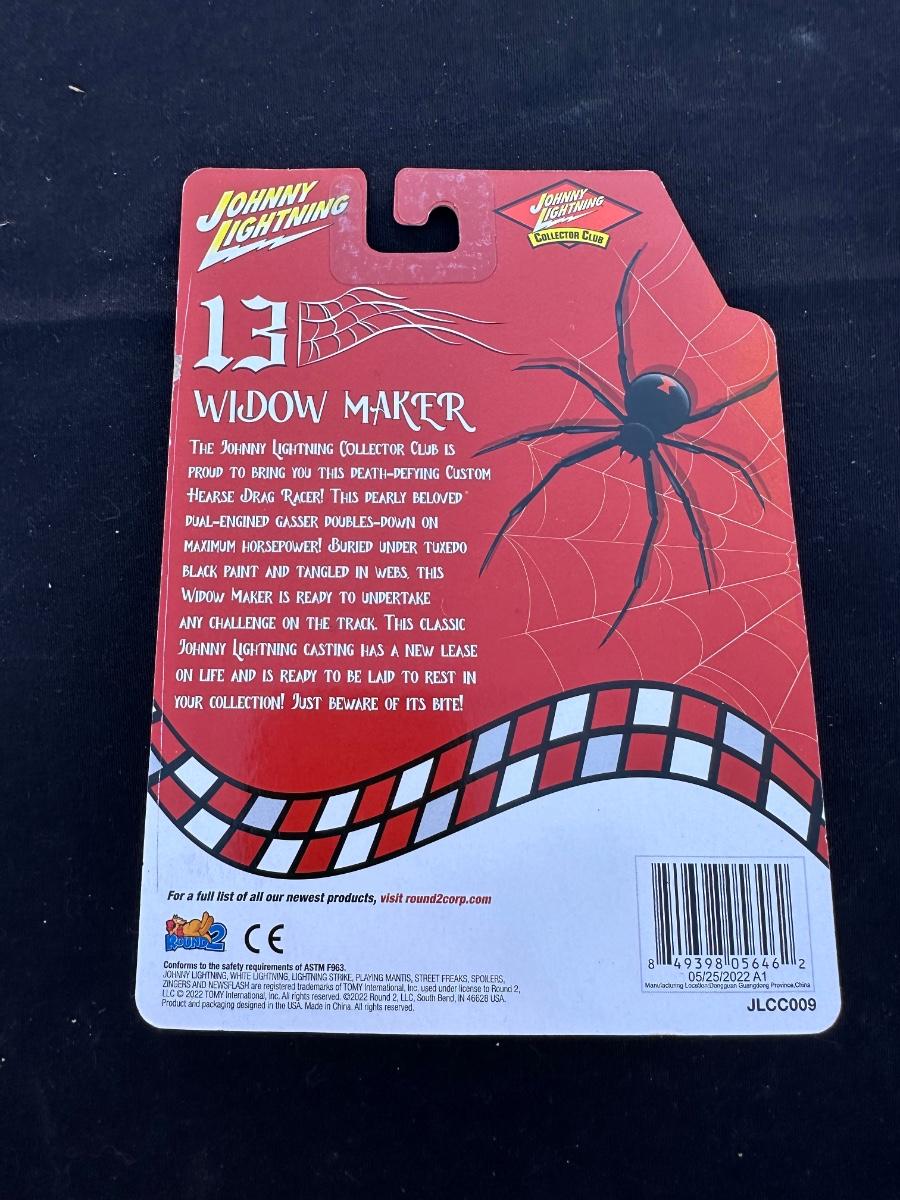 JOHNNY
LIGHTNING
JOHNNY
LIGHTNING
COLLECTOR CLUB
13
WIDOW MAKER
THE JOHNNY LIGHTNING COLLECTOR CLUB IS
PROUD TO BRING YOU THIS DEATH-DEFYING CUSTOM
HEARSE DRAG RACER! THIS DEARLY BELOVED
DUAL-ENGINED GASSER DOUBLES-DOWN ON
MAXIMUM HORSEPOWER! BURIED UNDER TUXEDO
BLACK PAINT AND TANGLED IN WEBS, THIS
WIDOW MAKER IS READY TO UNDERTAKE
ANY CHALLENGE ON THE TRACK. THIS CLASSIC
JOHNNY LIGHTNING CASTING HAS A NEW LEASE
ON LIFE AND IS READY TO BE LAID TO REST IN
YOUR COLLECTION! JUST BEWARE OF ITS BITE!
For a full list of all our newest products, visit round2corp.com
ROUND2
CE
Conforms to the safety requirements of ASTM F963.
JOHNNY LIGHTNING, WHITE LIGHTNING, LIGHTNING STRIKE, PLAYING MANTIS, STREET FREAKS, SPOILERS,
ZINGERS AND NEWSFLASH are registered trademarks of TOMY International, Inc. used under license to Round 2,
LLC © 2022 TOMY International, Inc. All rights reserved. ©2022 Round 2, LLC, South Bend, IN 46628 USA.
Product and packaging designed in the USA. Made in China. All rights reserved.
8 49398 05646 2
05/25/2022 A1
Manufacturing Location:Dongguan Guangdong Province,China
JLCC009